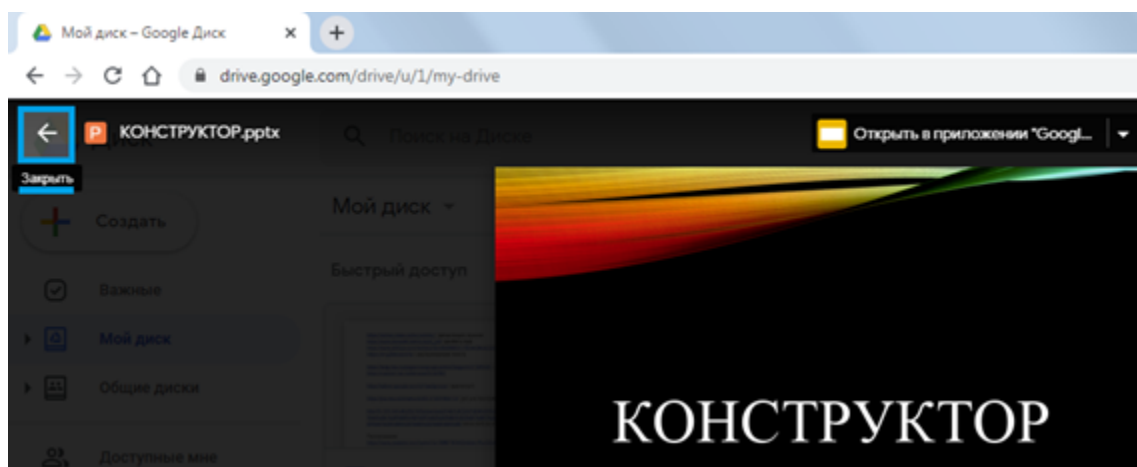 Мой диск – Google Диск
drive.google.com/drive/u/1/my-drive
КОНСТРУКТОР.pptx
Поиск на Диске
Открыть в приложении "Googl...
Закрыть
Создать
Мой диск
Быстрый доступ
Важные
Мой диск
Общие диски
Доступные мне
КОНСТРУКТОР